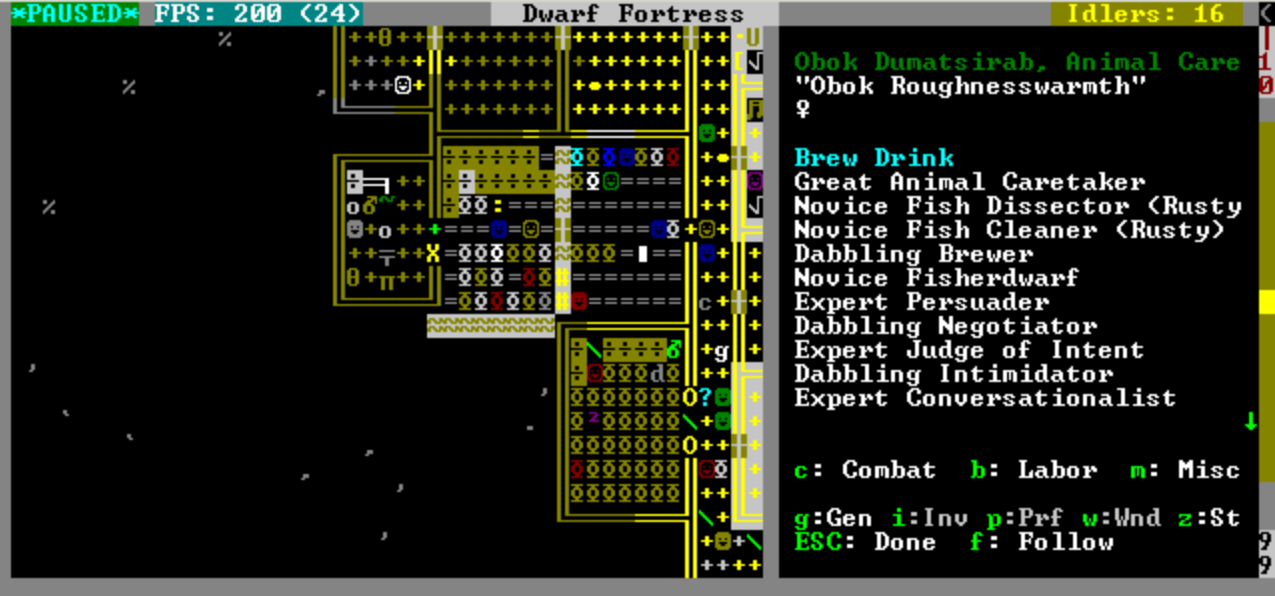 *PAUSED* FPS: 200 (24) Dwarf Fortress Idlers: 16
Obok Dumatsirab, Animal Care
"Obok Roughnesswarmth"
♀
Brew Drink
Great Animal Caretaker
Novice Fish Dissector (Rusty
Novice Fish Cleaner (Rusty)
Dabbling Brewer
Novice Fisherdwarf
Expert Persuader
Dabbling Negotiator
Expert Judge of Intent
Dabbling Intimidator
Expert Conversationalist
c: Combat b: Labor m: Misc
g:Gen i:Inv p:Prf w:Wnd z:St
ESC: Done f: Follow